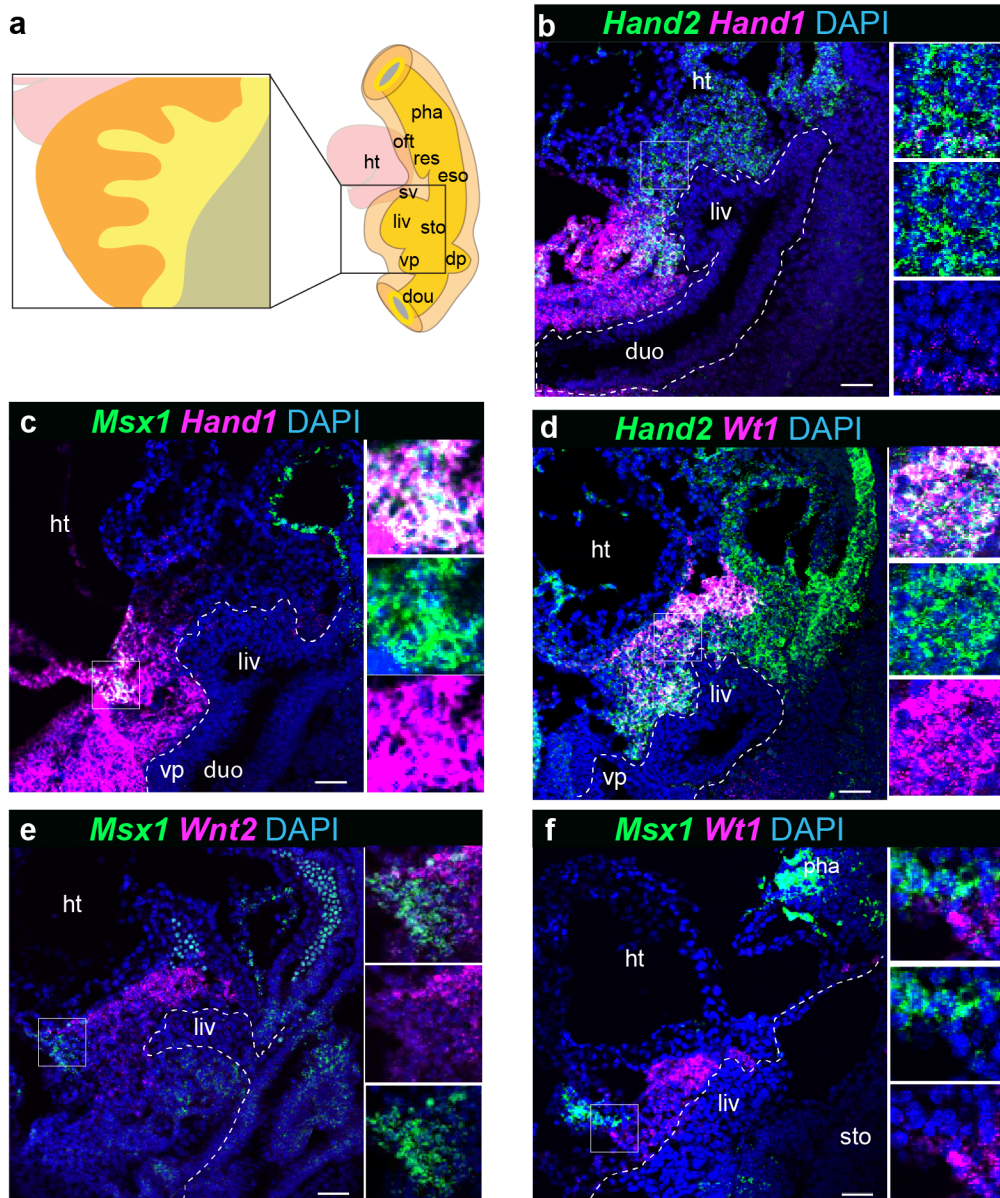 a
pha
oft
ht
res
eso
sv
liv
sto
vp
dp
dou
b
Hand2 Hand1 DAPI
ht
liv
duo
c
Msx1 Hand1 DAPI
ht
liv
vp duo
d
Hand2 Wt1 DAPI
ht
liv
vp
e
Msx1 Wnt2 DAPI
ht
liv
f
Msx1 Wt1 DAPI
pha
ht
liv
sto